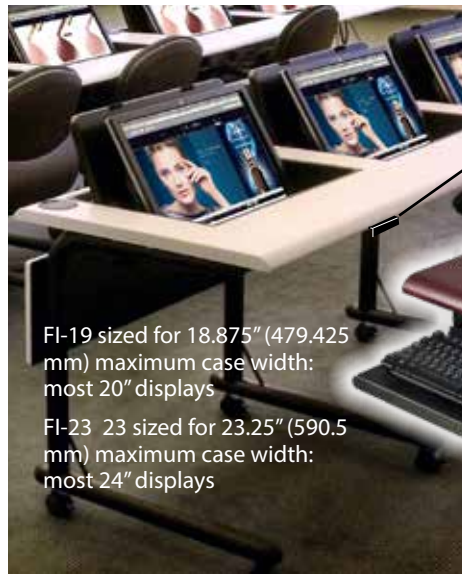 FI-19 sized for 18.875” (479.425
mm) maximum case width:
most 20” displays
FI-23  23 sized for 23.25” (590.5
mm) maximum case width:
most 24” displays